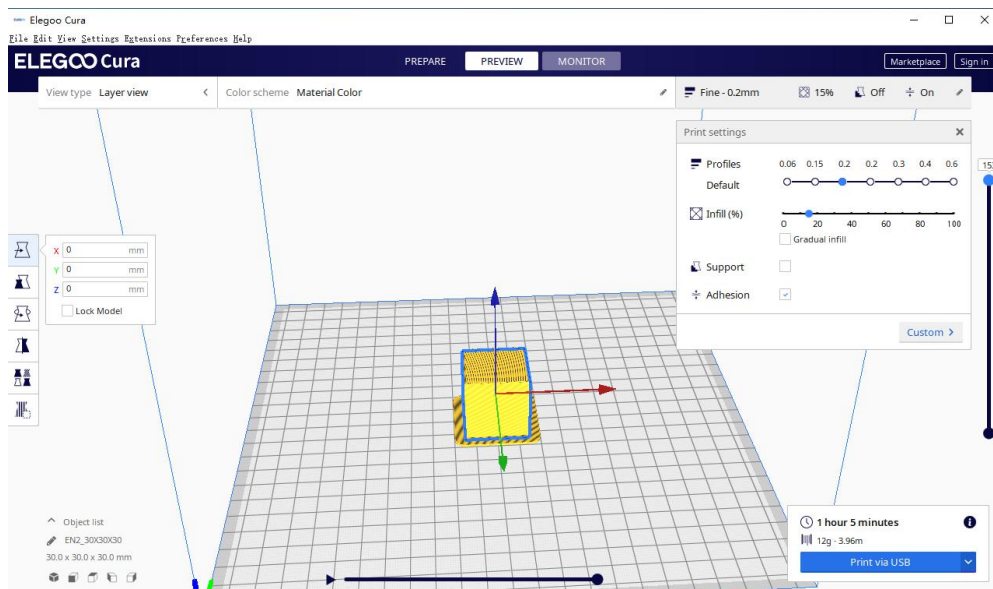 Elegoo Cura
File Edit View Settings Extensions Preferences Help
ELEGOO Cura
PREPARE
PREVIEW
MONITOR
Marketplace
Sign in
View type Layer view
Color scheme Material Color
Fine - 0.2mm
15%
Off
On
Print settings
Profiles
0.06 0.15 0.2 0.2 0.3 0.4 0.6
Default
Infill (%)
0 20 40 60 80 100
Gradual infill
Support
Adhesion
Custom
X 0 mm
Y 0 mm
Z 0 mm
Lock Model
Object list
EN2_30X30X30
30.0 x 30.0 x 30.0 mm
1 hour 5 minutes
12g · 3.96m
Print via USB